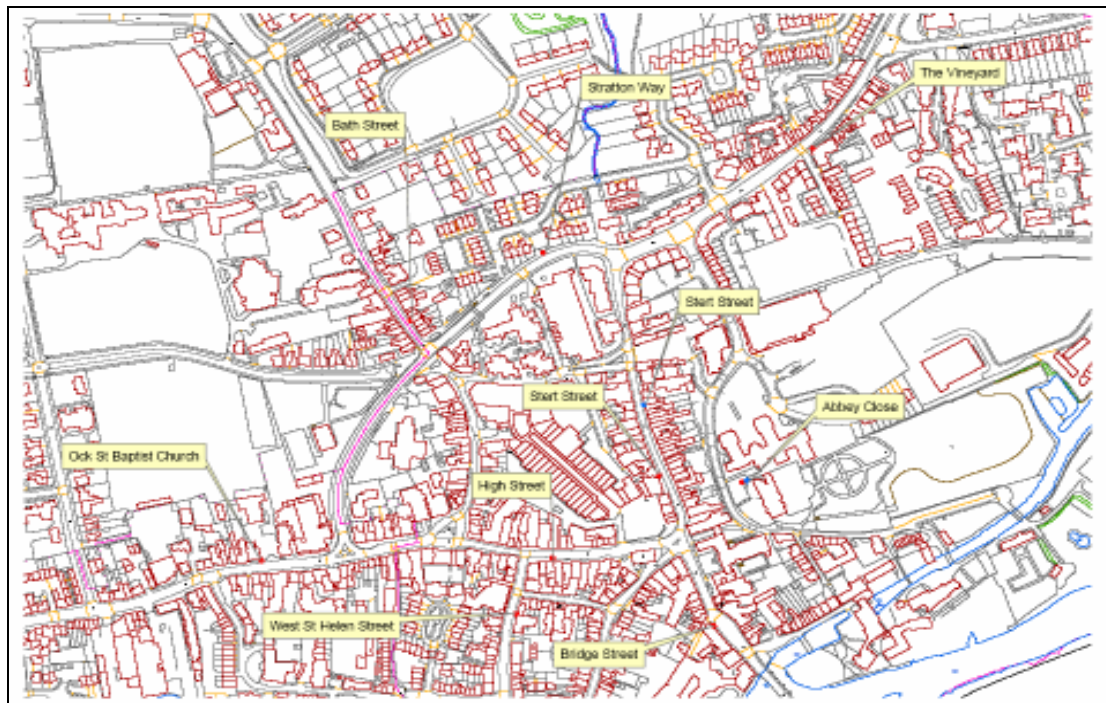 The Vineyard
Stratton Way
Bath Street
Stert Street
Stert Street
Abbey Close
Ock St Baptist Church
High Street
West St Helen Street
Bridge Street